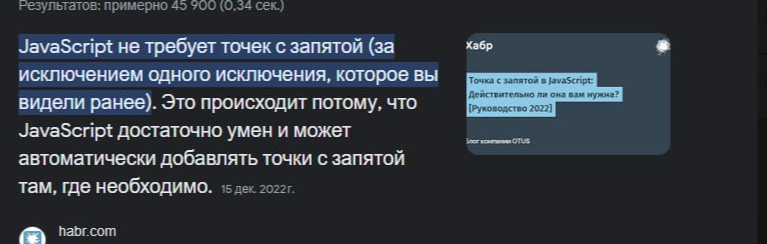 Результатов: примерно 45 900 (0,34 сек.)
JavaScript не требует точек с запятой (за
исключением одного исключения, которое вы
видели ранее). Это происходит потому, что
JavaScript достаточно умен и может
автоматически добавлять точки с запятой
там, где необходимо. 15 дек. 2022 г.
Хабр
Точка с запятой в JavaScript:
Действительно ли она вам нужна?
[Руководство 2022]
Блог компании OTUS
habr.com